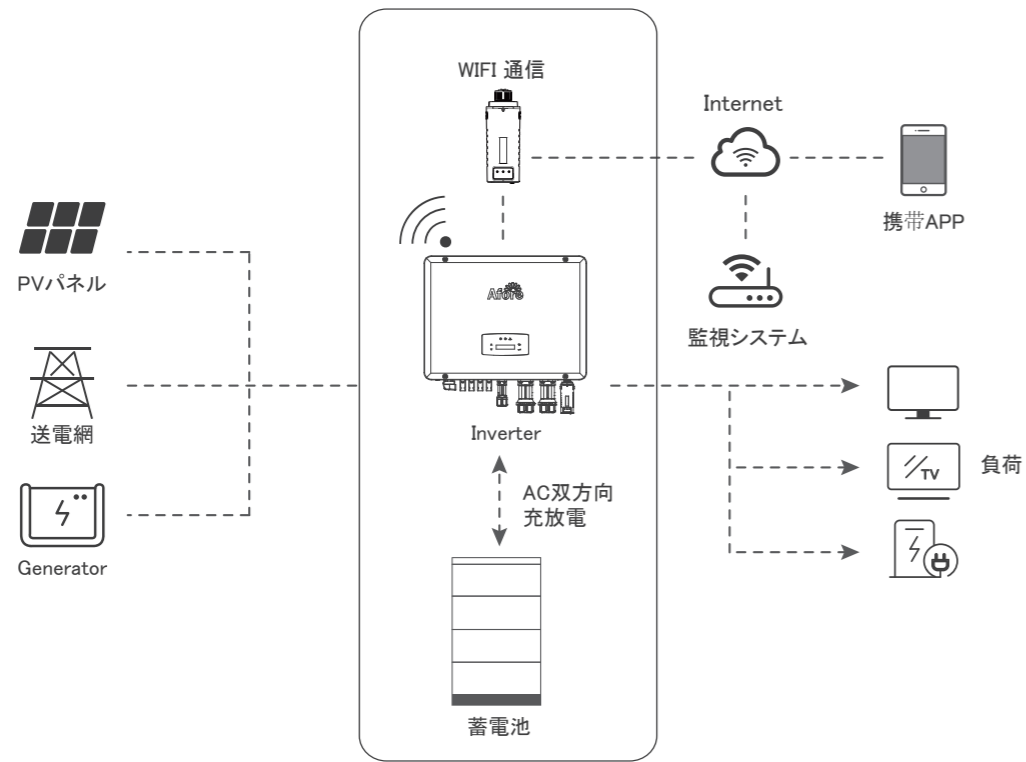 WIFI 通信
Internet
携带APP
PVパネル
Afore
監視システム
送電網
Inverter
TV
負荷
AC双方向
充放電
Generator
蓄電池